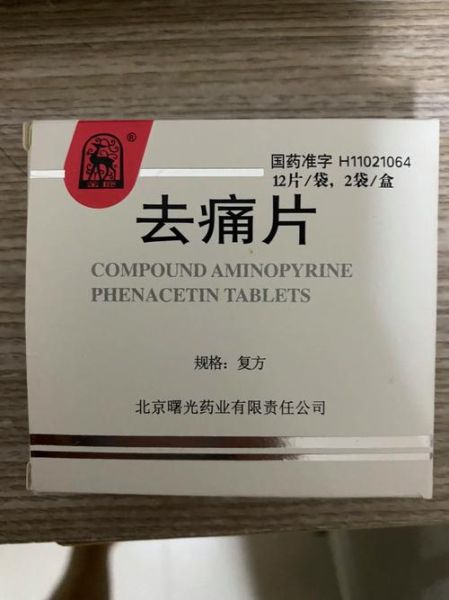 ®
国药准字 H11021064
12片/袋，2袋/盒
去痛片
COMPOUND AMINOPYRINE
PHENACETIN TABLETS
规格：复方
北京曙光药业有限责任公司